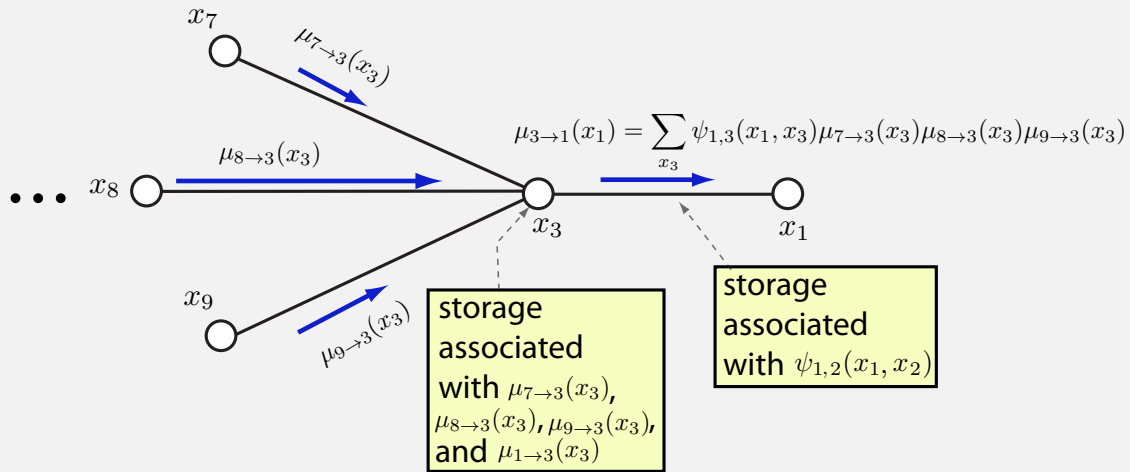 x₇
μ₇→₃(x₃)
μ₃→₁(x₁) = ∑ₓ₃ ψ₁,₃(x₁, x₃)μ₇→₃(x₃)μ₈→₃(x₃)μ₉→₃(x₃)
μ₈→₃(x₃)
... x₈
x₃
x₁
x₉
μ₉→₃(x₃)
storage
associated
with μ₇→₃(x₃),
μ₈→₃(x₃), μ₉→₃(x₃),
and μ₁→₃(x₃)
storage
associated
with ψ₁,₂(x₁, x₂)